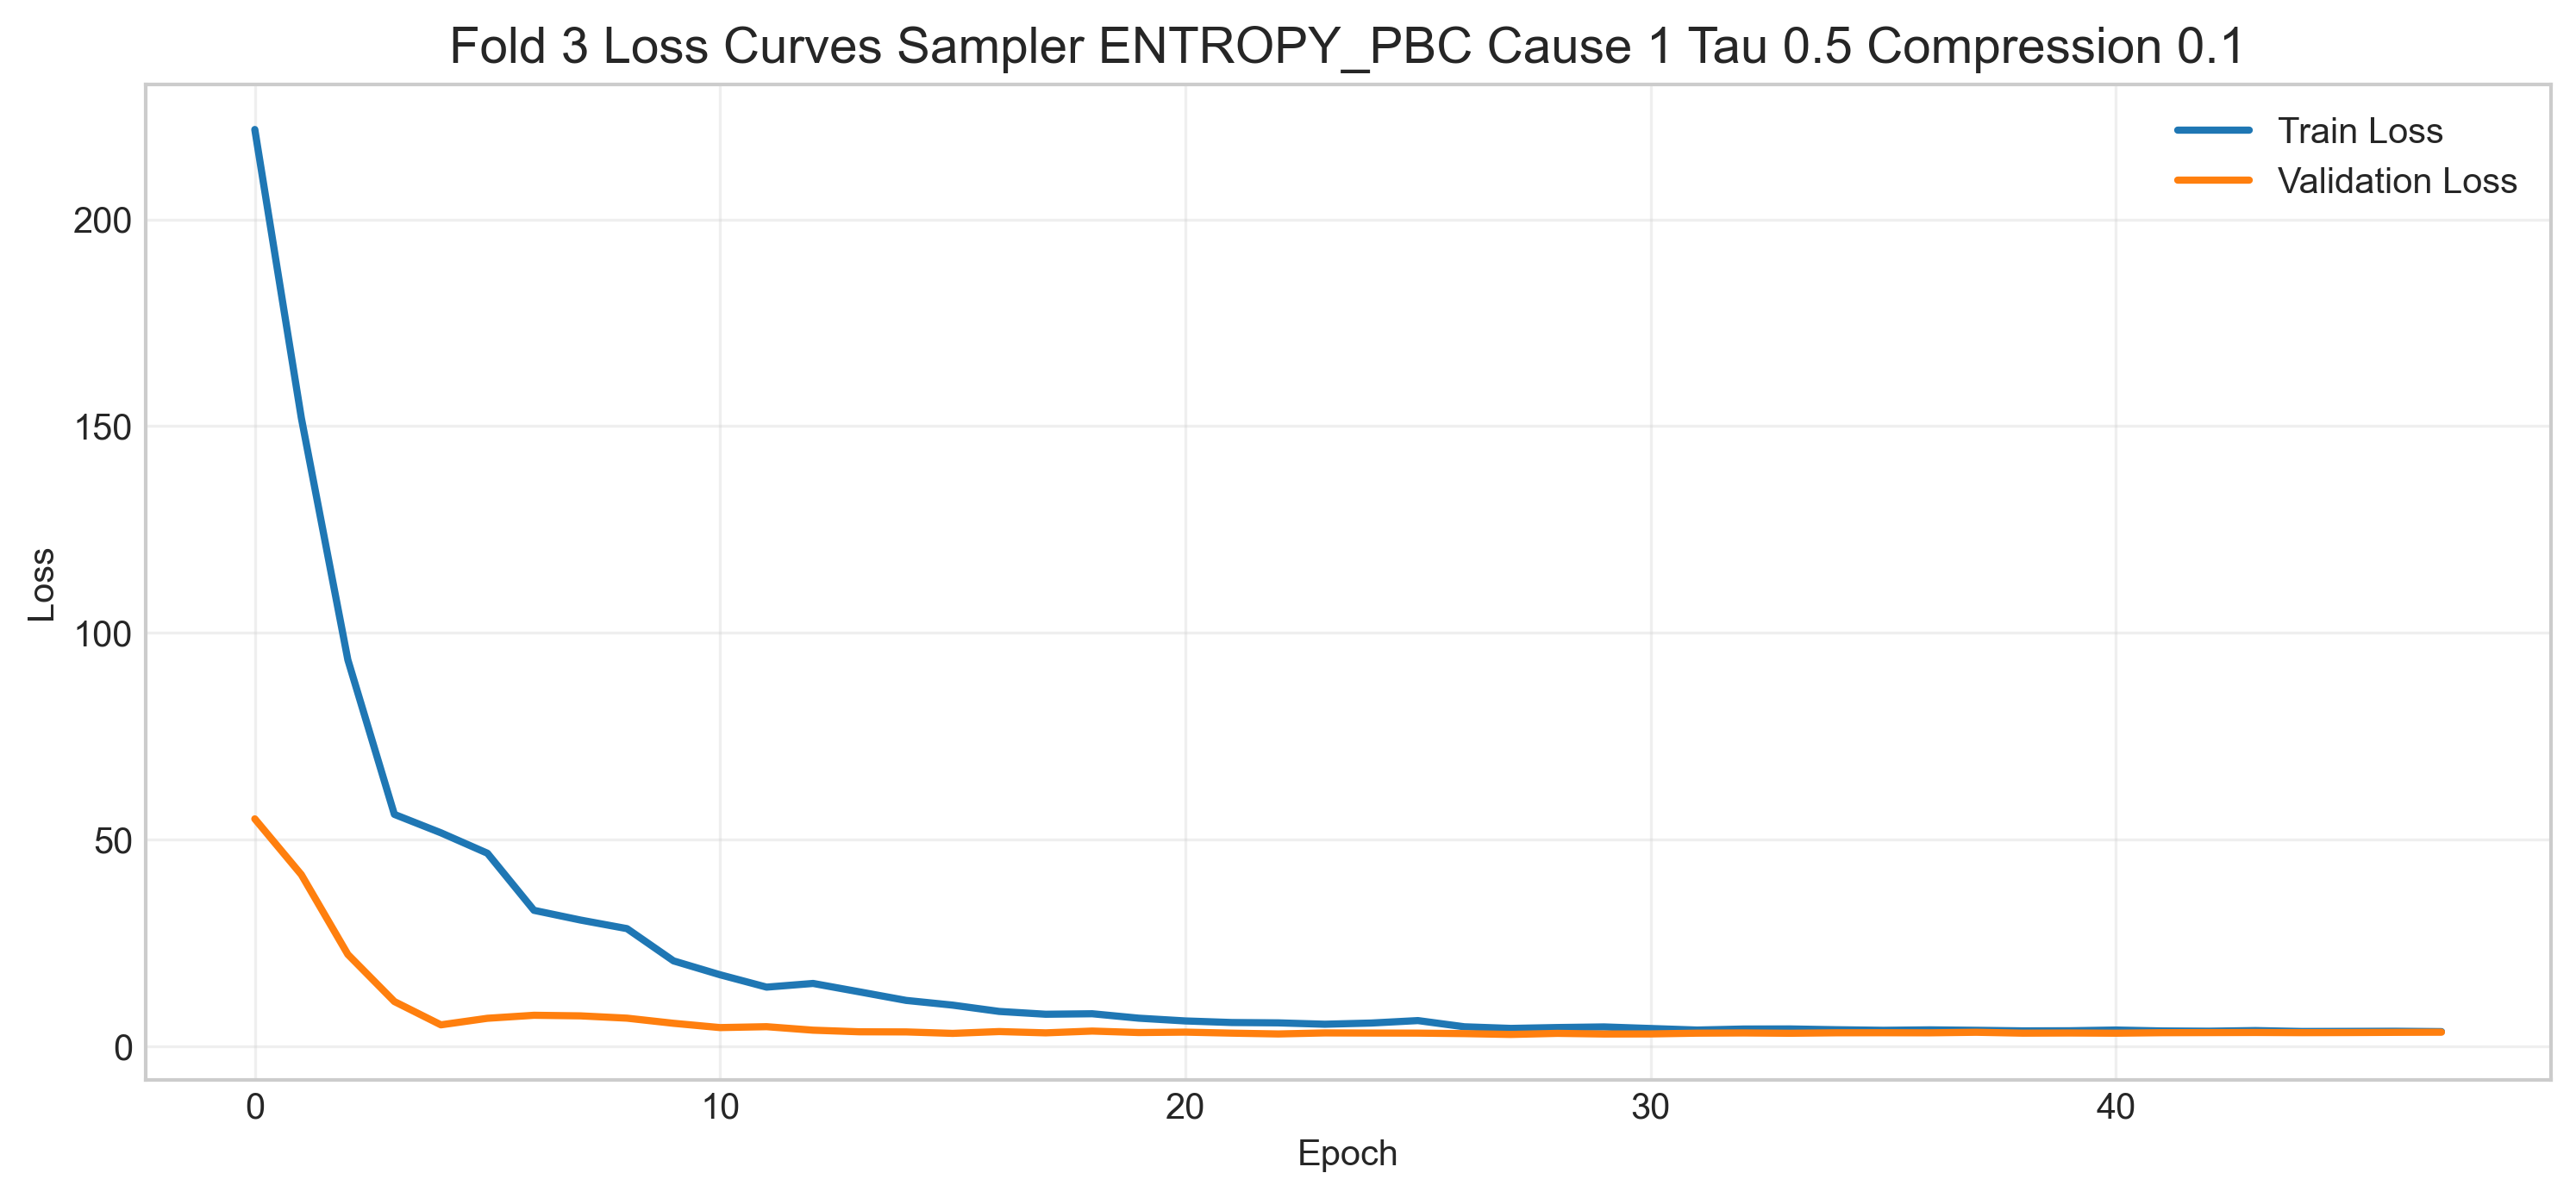 Fold 3 Loss Curves Sampler ENTROPY_PBC Cause 1 Tau 0.5 Compression 0.1
Train Loss
Validation Loss
200
150
100
50
0
Loss
0 10 20 30 40
Epoch